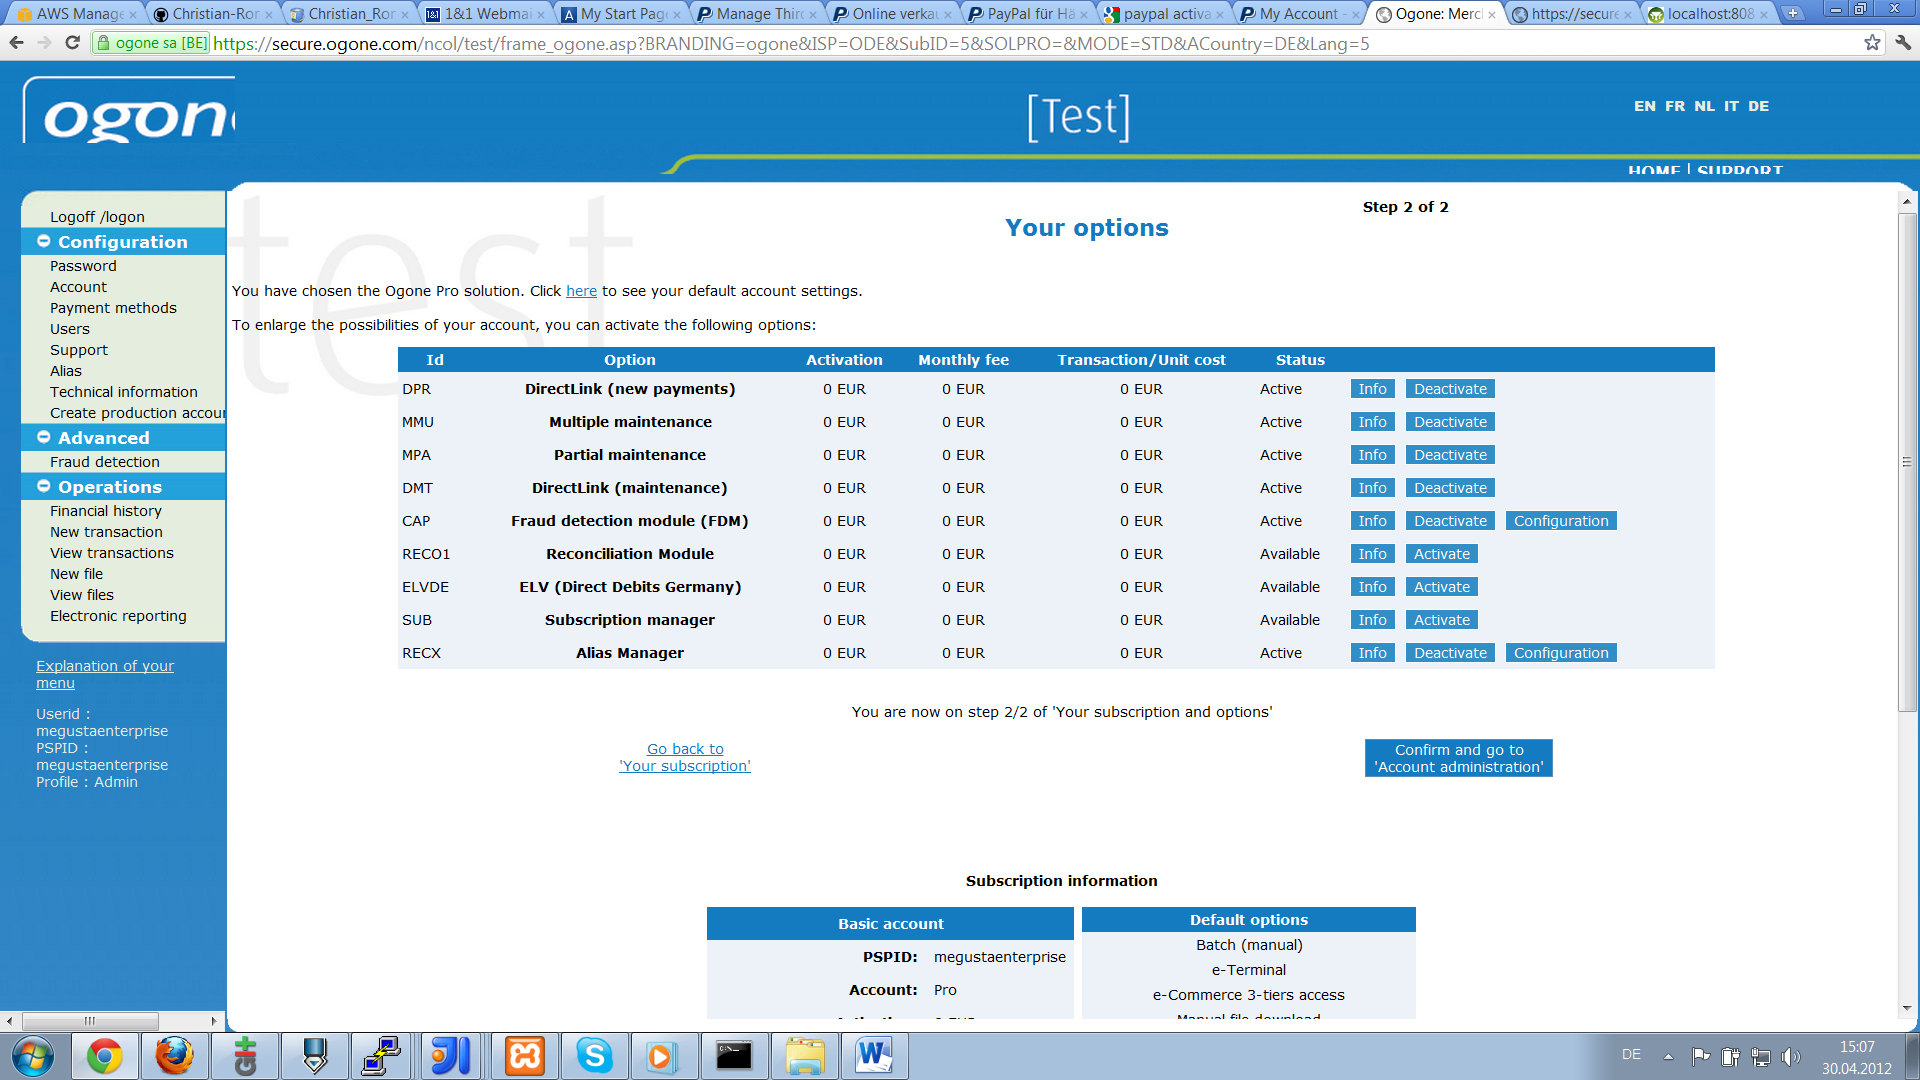 AWS Manage
Christian-Ror
Christian_Ror
1&1 Webmai
My Start Page
Manage Third
Online verkau
PayPal für Hä
paypal activa
My Account -
Ogone: Merch
https://secure
localhost:808
ogone sa [BE] https://secure.ogone.com/ncol/test/frame_ogone.asp?BRANDING=ogone&ISP=ODE&SubID=5&SOLPRO=&MODE=STD&ACountry=DE&Lang=5
ogone
[Test]
EN FR NL IT DE
HOME | SUPPORT
Logoff /logon
Configuration
Password
Account
Payment methods
Users
Support
Alias
Technical information
Create production accour
Advanced
Fraud detection
Operations
Financial history
New transaction
View transactions
New file
View files
Electronic reporting
Explanation of your
menu
Userid :
megustaenterprise
PSPID :
megustaenterprise
Profile : Admin
test
Step 2 of 2
Your options
You have chosen the Ogone Pro solution. Click here to see your default account settings.
To enlarge the possibilities of your account, you can activate the following options:
Id Option Activation Monthly fee Transaction/Unit cost Status
DPR DirectLink (new payments) 0 EUR 0 EUR 0 EUR Active Info Deactivate
MMU Multiple maintenance 0 EUR 0 EUR 0 EUR Active Info Deactivate
MPA Partial maintenance 0 EUR 0 EUR 0 EUR Active Info Deactivate
DMT DirectLink (maintenance) 0 EUR 0 EUR 0 EUR Active Info Deactivate
CAP Fraud detection module (FDM) 0 EUR 0 EUR 0 EUR Active Info Deactivate Configuration
RECO1 Reconciliation Module 0 EUR 0 EUR 0 EUR Available Info Activate
ELVDE ELV (Direct Debits Germany) 0 EUR 0 EUR 0 EUR Available Info Activate
SUB Subscription manager 0 EUR 0 EUR 0 EUR Available Info Activate
RECX Alias Manager 0 EUR 0 EUR 0 EUR Active Info Deactivate Configuration
You are now on step 2/2 of 'Your subscription and options'
Go back to
'Your subscription'
Confirm and go to
'Account administration'
Subscription information
Basic account
PSPID: megustaenterprise
Account: Pro
Default options
Batch (manual)
e-Terminal
e-Commerce 3-tiers access
Manual file download
DE
15:07
30.04.2012